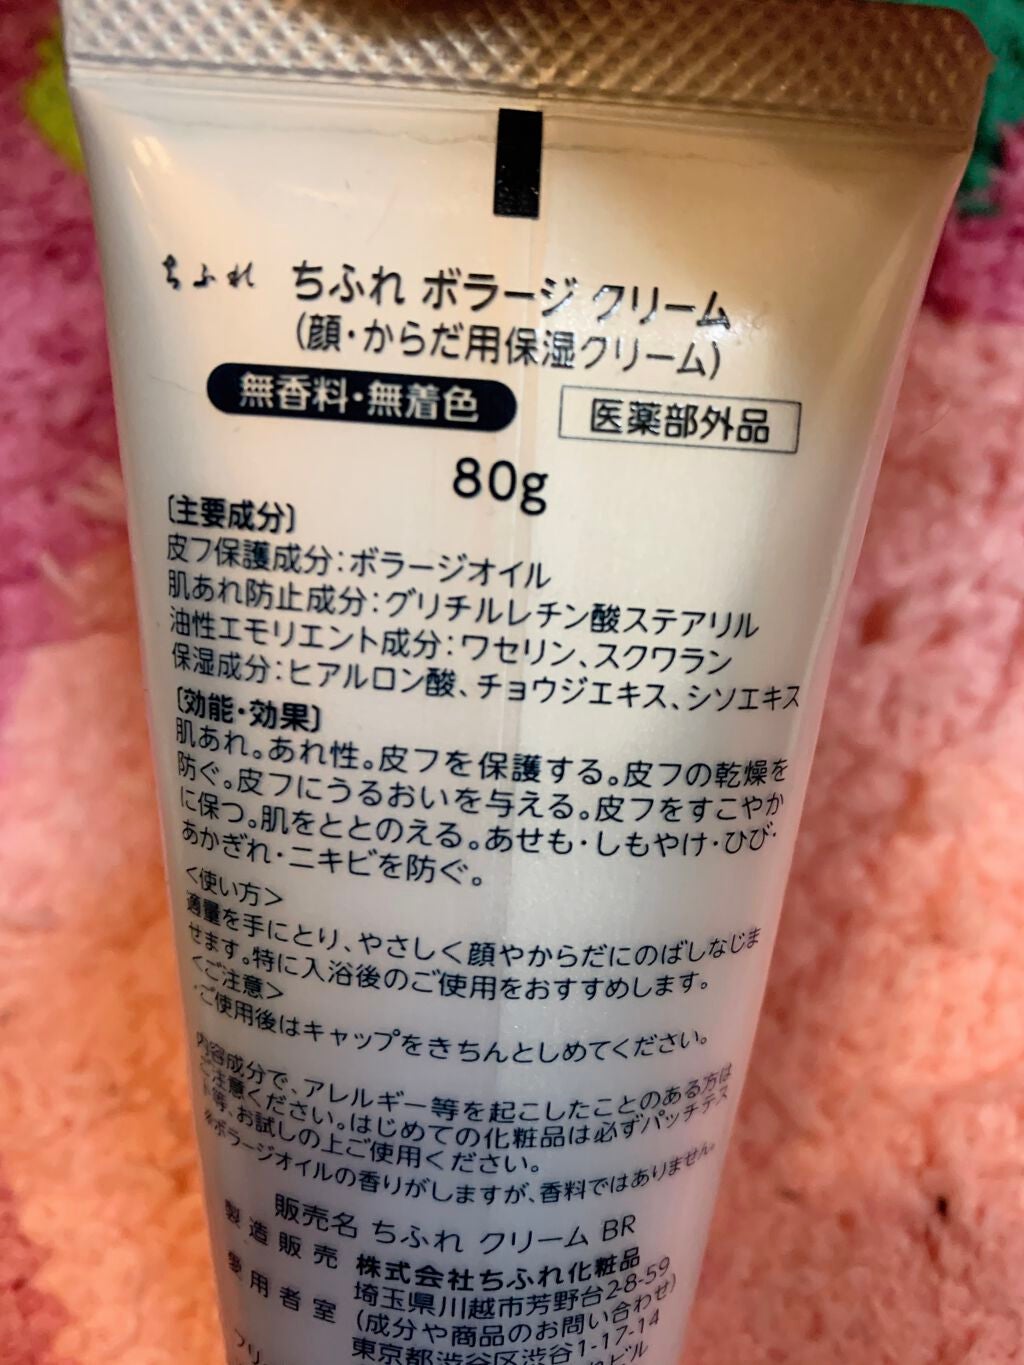 ちふれ ちふれ ボラージ クリーム
(顔・からだ用保湿クリーム)
無香料・無着色 医薬部外品
80g
〔主要成分〕
皮フ保護成分:ボラージオイル
肌あれ防止成分:グリチルレチン酸ステアリル
油性エモリエント成分:ワセリン、スクワラン
保湿成分:ヒアルロン酸、チョウジエキス、シソエキス
〔効能・効果〕
肌あれ。あれ性。皮フを保護する。皮フの乾燥を
防ぐ。皮フにうるおいを与える。皮フをすこやか
に保つ。肌をととのえる。あせも・しもやけ・ひび・
あかぎれ・ニキビを防ぐ。
<使い方>
適量を手にとり、やさしく顔やからだにのばしなじま
せます。特に入浴後のご使用をおすすめします。
<ご注意>
・ご使用後はキャップをきちんとしめてください。
内容成分で、アレルギー等を起こしたことのある方は
ご注意ください。はじめての化粧品は必ずパッチテス
ト等、お試しの上ご使用ください。
※ボラージオイルの香りがしますが、香料ではありません。
販売名 ちふれ クリーム BR
製造販売 株式会社ちふれ化粧品
埼玉県川越市芳野台2-8-59
愛用者室 (成分や商品のお問い合わせ)
東京都渋谷区渋谷1-17-14
フリー ビル